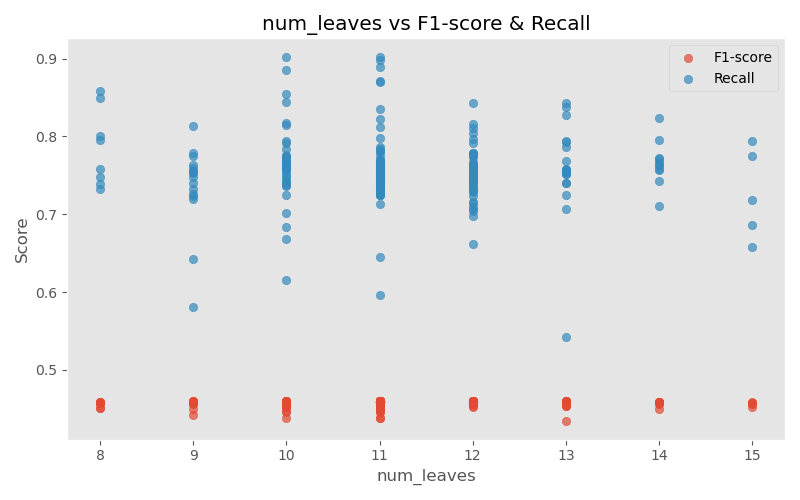 num_leaves vs F1-score & Recall
F1-score
Recall
0.9
0.8
0.7
0.6
0.5
Score
8 9 10 11 12 13 14 15
num_leaves